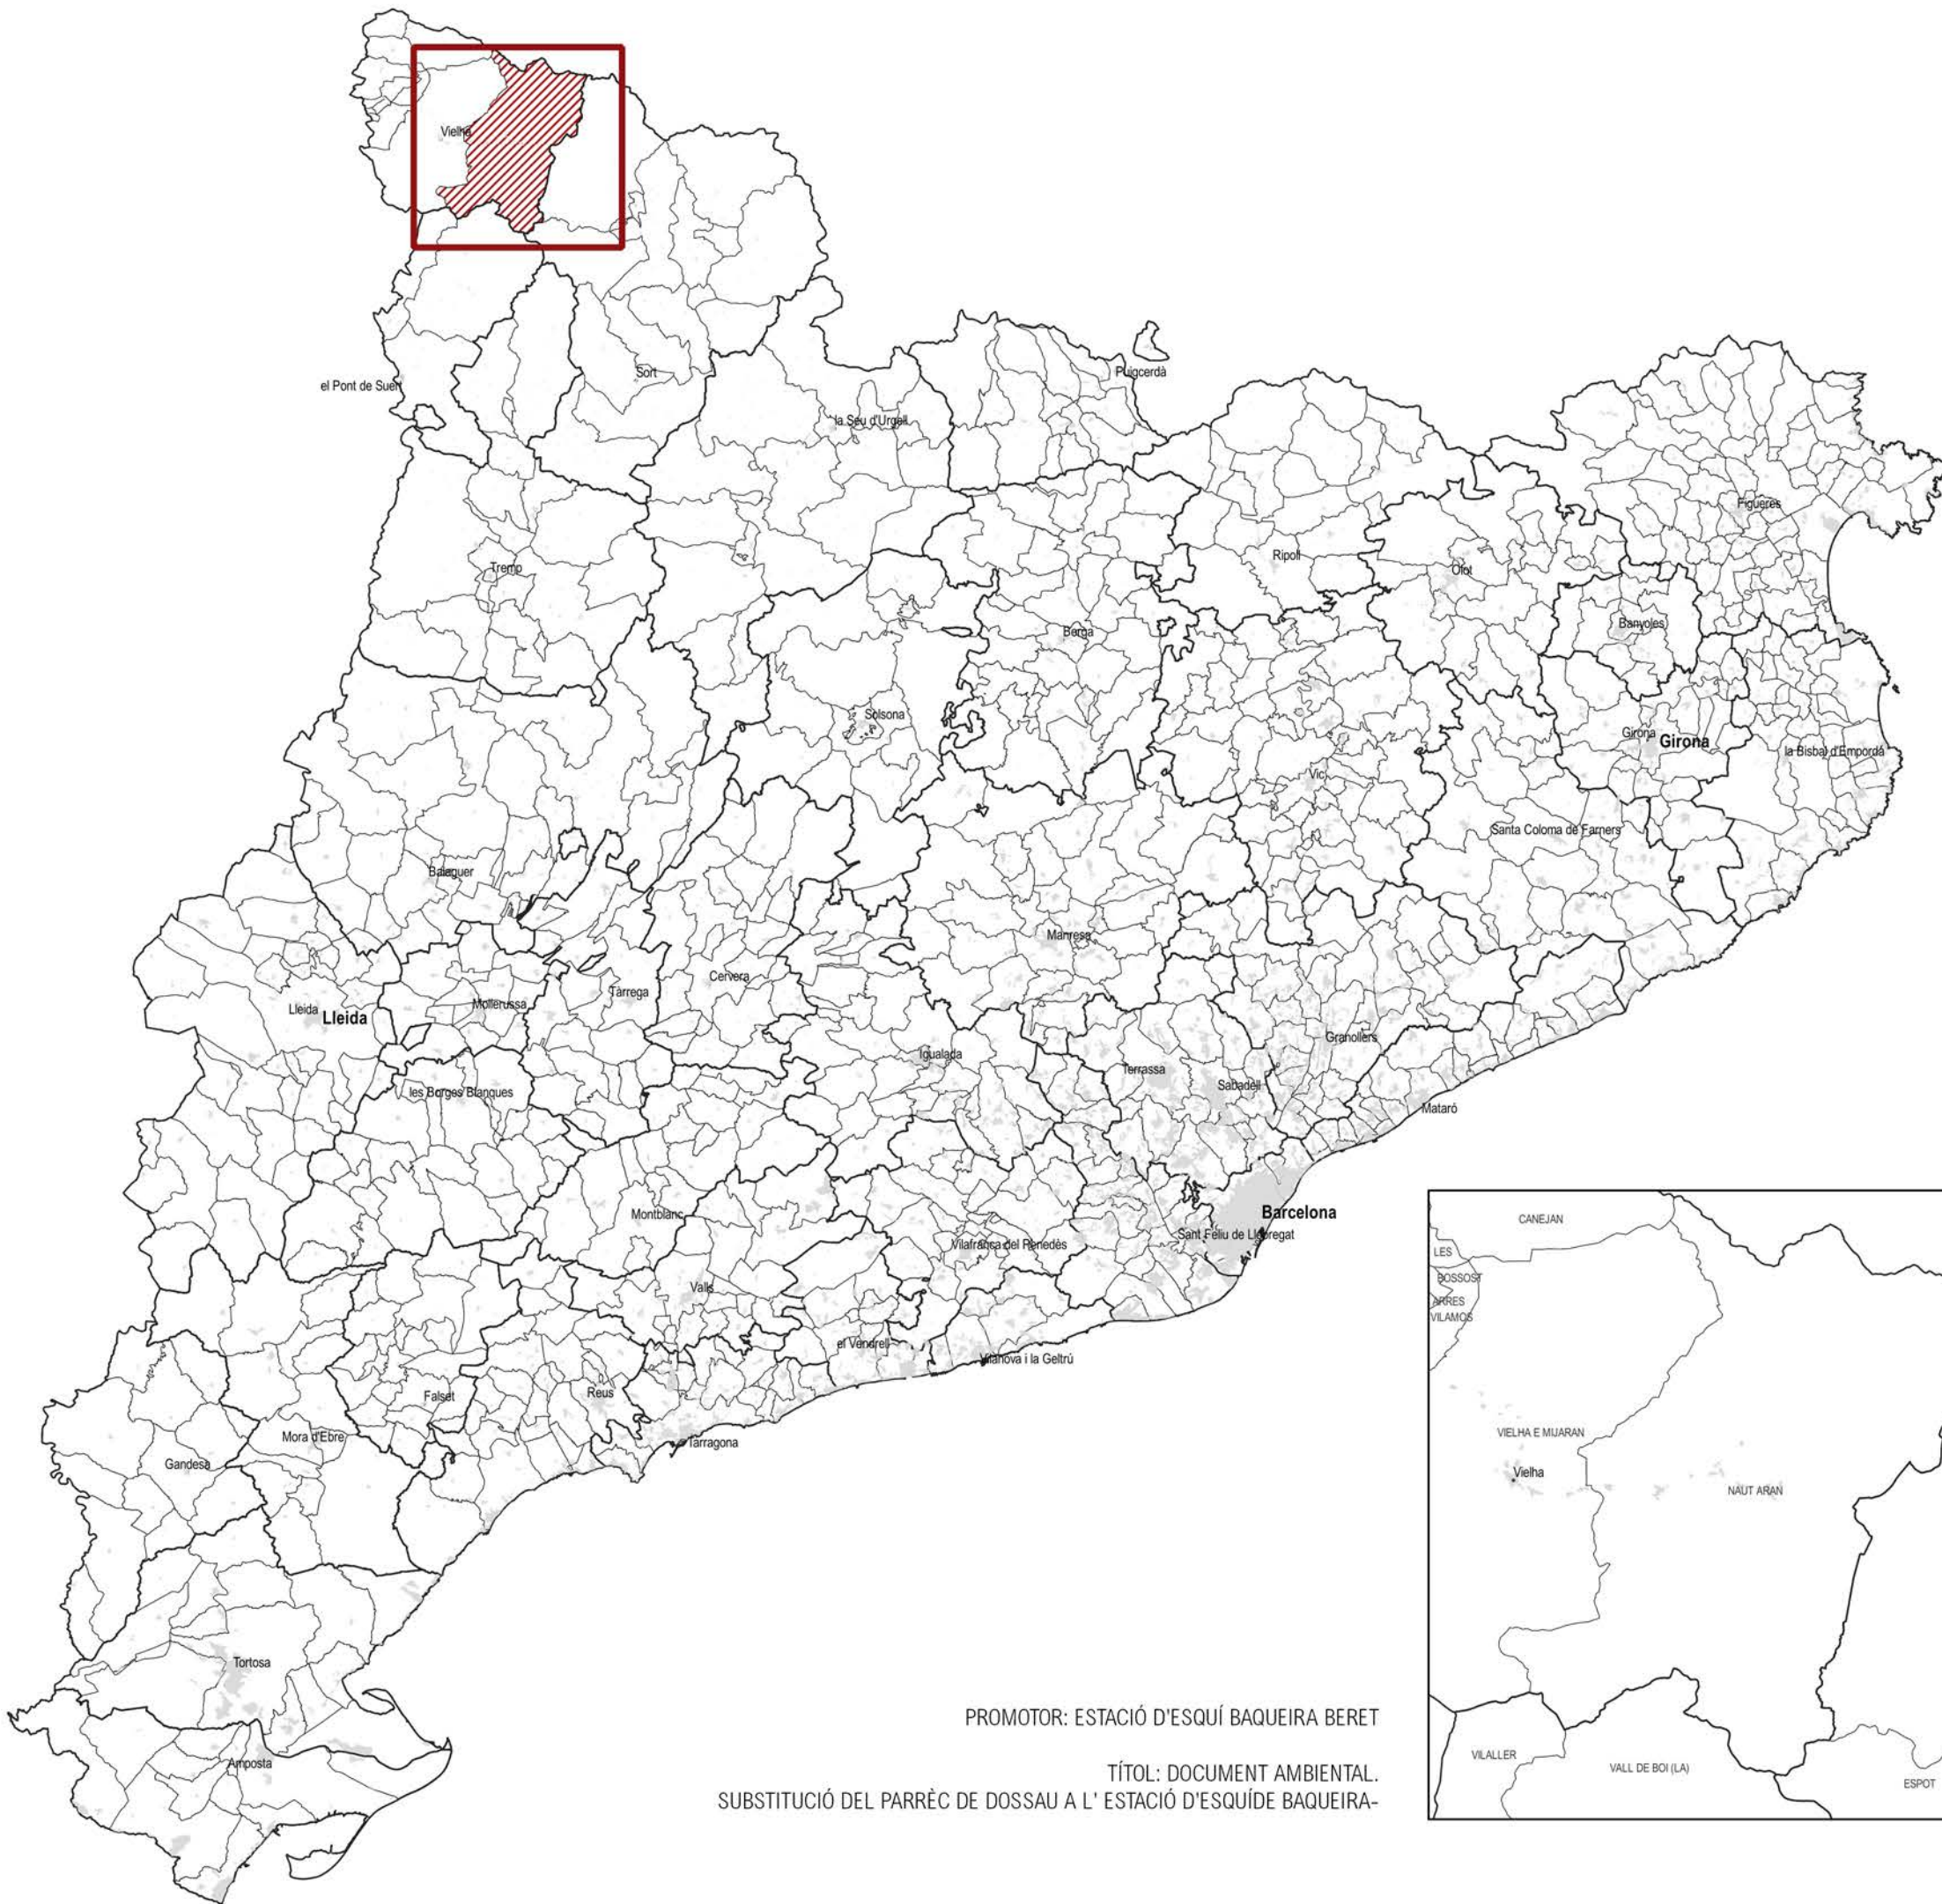 Vielha
el Pont de Suert
Sort
la Seu d'Urgell
Puigcerdà
Figueres
Tremp
Ripoll
Olot
Banyoles
Berga
Solsona
Girona
Girona
la Bisbal d'Empordà
Vic
Santa Coloma de Farners
Balaguer
Manresa
Cervera
Tàrrega
Mollerussa
Lleida
Lleida
Granollers
Igualada
Terrassa
Sabadell
les Borges Blanques
Mataró
Montblanc
Barcelona
Sant Feliu de Llobregat
Vilafranca del Penedès
Valls
el Vendrell
Vilanova i la Geltrú
Falset
Reus
Mora d'Ebre
Tarragona
Gandesa
Tortosa
Amposta
CANEJAN
LES
BOSSOST
ARRES
VILAMOS
VIELHA E MIJARAN
Vielha
NAUT ARAN
VILALLER
VALL DE BOI (LA)
ESPOT
PROMOTOR: ESTACIÓ D'ESQUÍ BAQUEIRA BERET
TÍTOL: DOCUMENT AMBIENTAL.
SUBSTITUCIÓ DEL PARRÈC DE DOSSAU A L' ESTACIÓ D'ESQUÍDE BAQUEIRA-